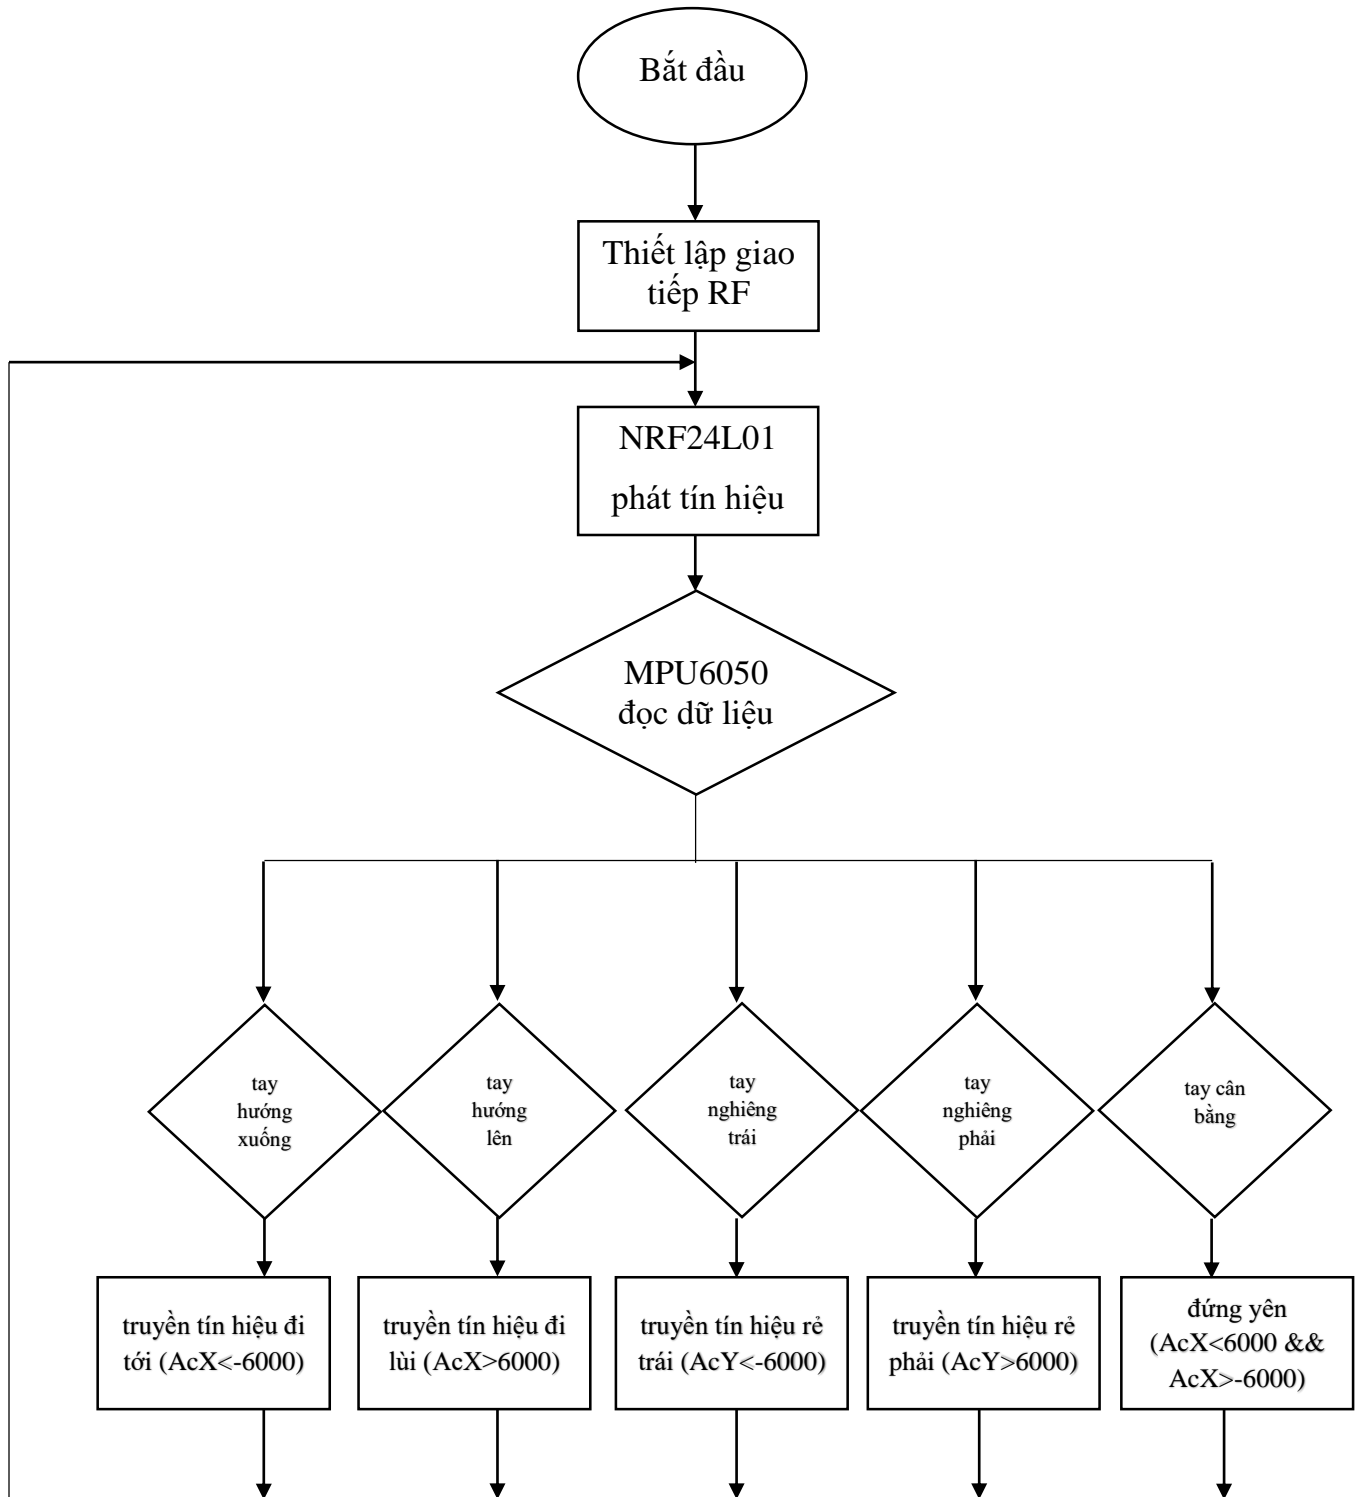 Bắt đầu
Thiết lập giao
tiếp RF
NRF24L01
phát tín hiệu
MPU6050
đọc dữ liệu
tay
hướng
xuống
tay
hướng
lên
tay
nghiêng
trái
tay
nghiêng
phải
tay cân
bằng
truyền tín hiệu đi
tới (AcX<-6000)
truyền tín hiệu đi
lùi (AcX>6000)
truyền tín hiệu rẻ
trái (AcY<-6000)
truyền tín hiệu rẻ
phải (AcY>6000)
đứng yên
(AcX<6000 &&
AcX>-6000)